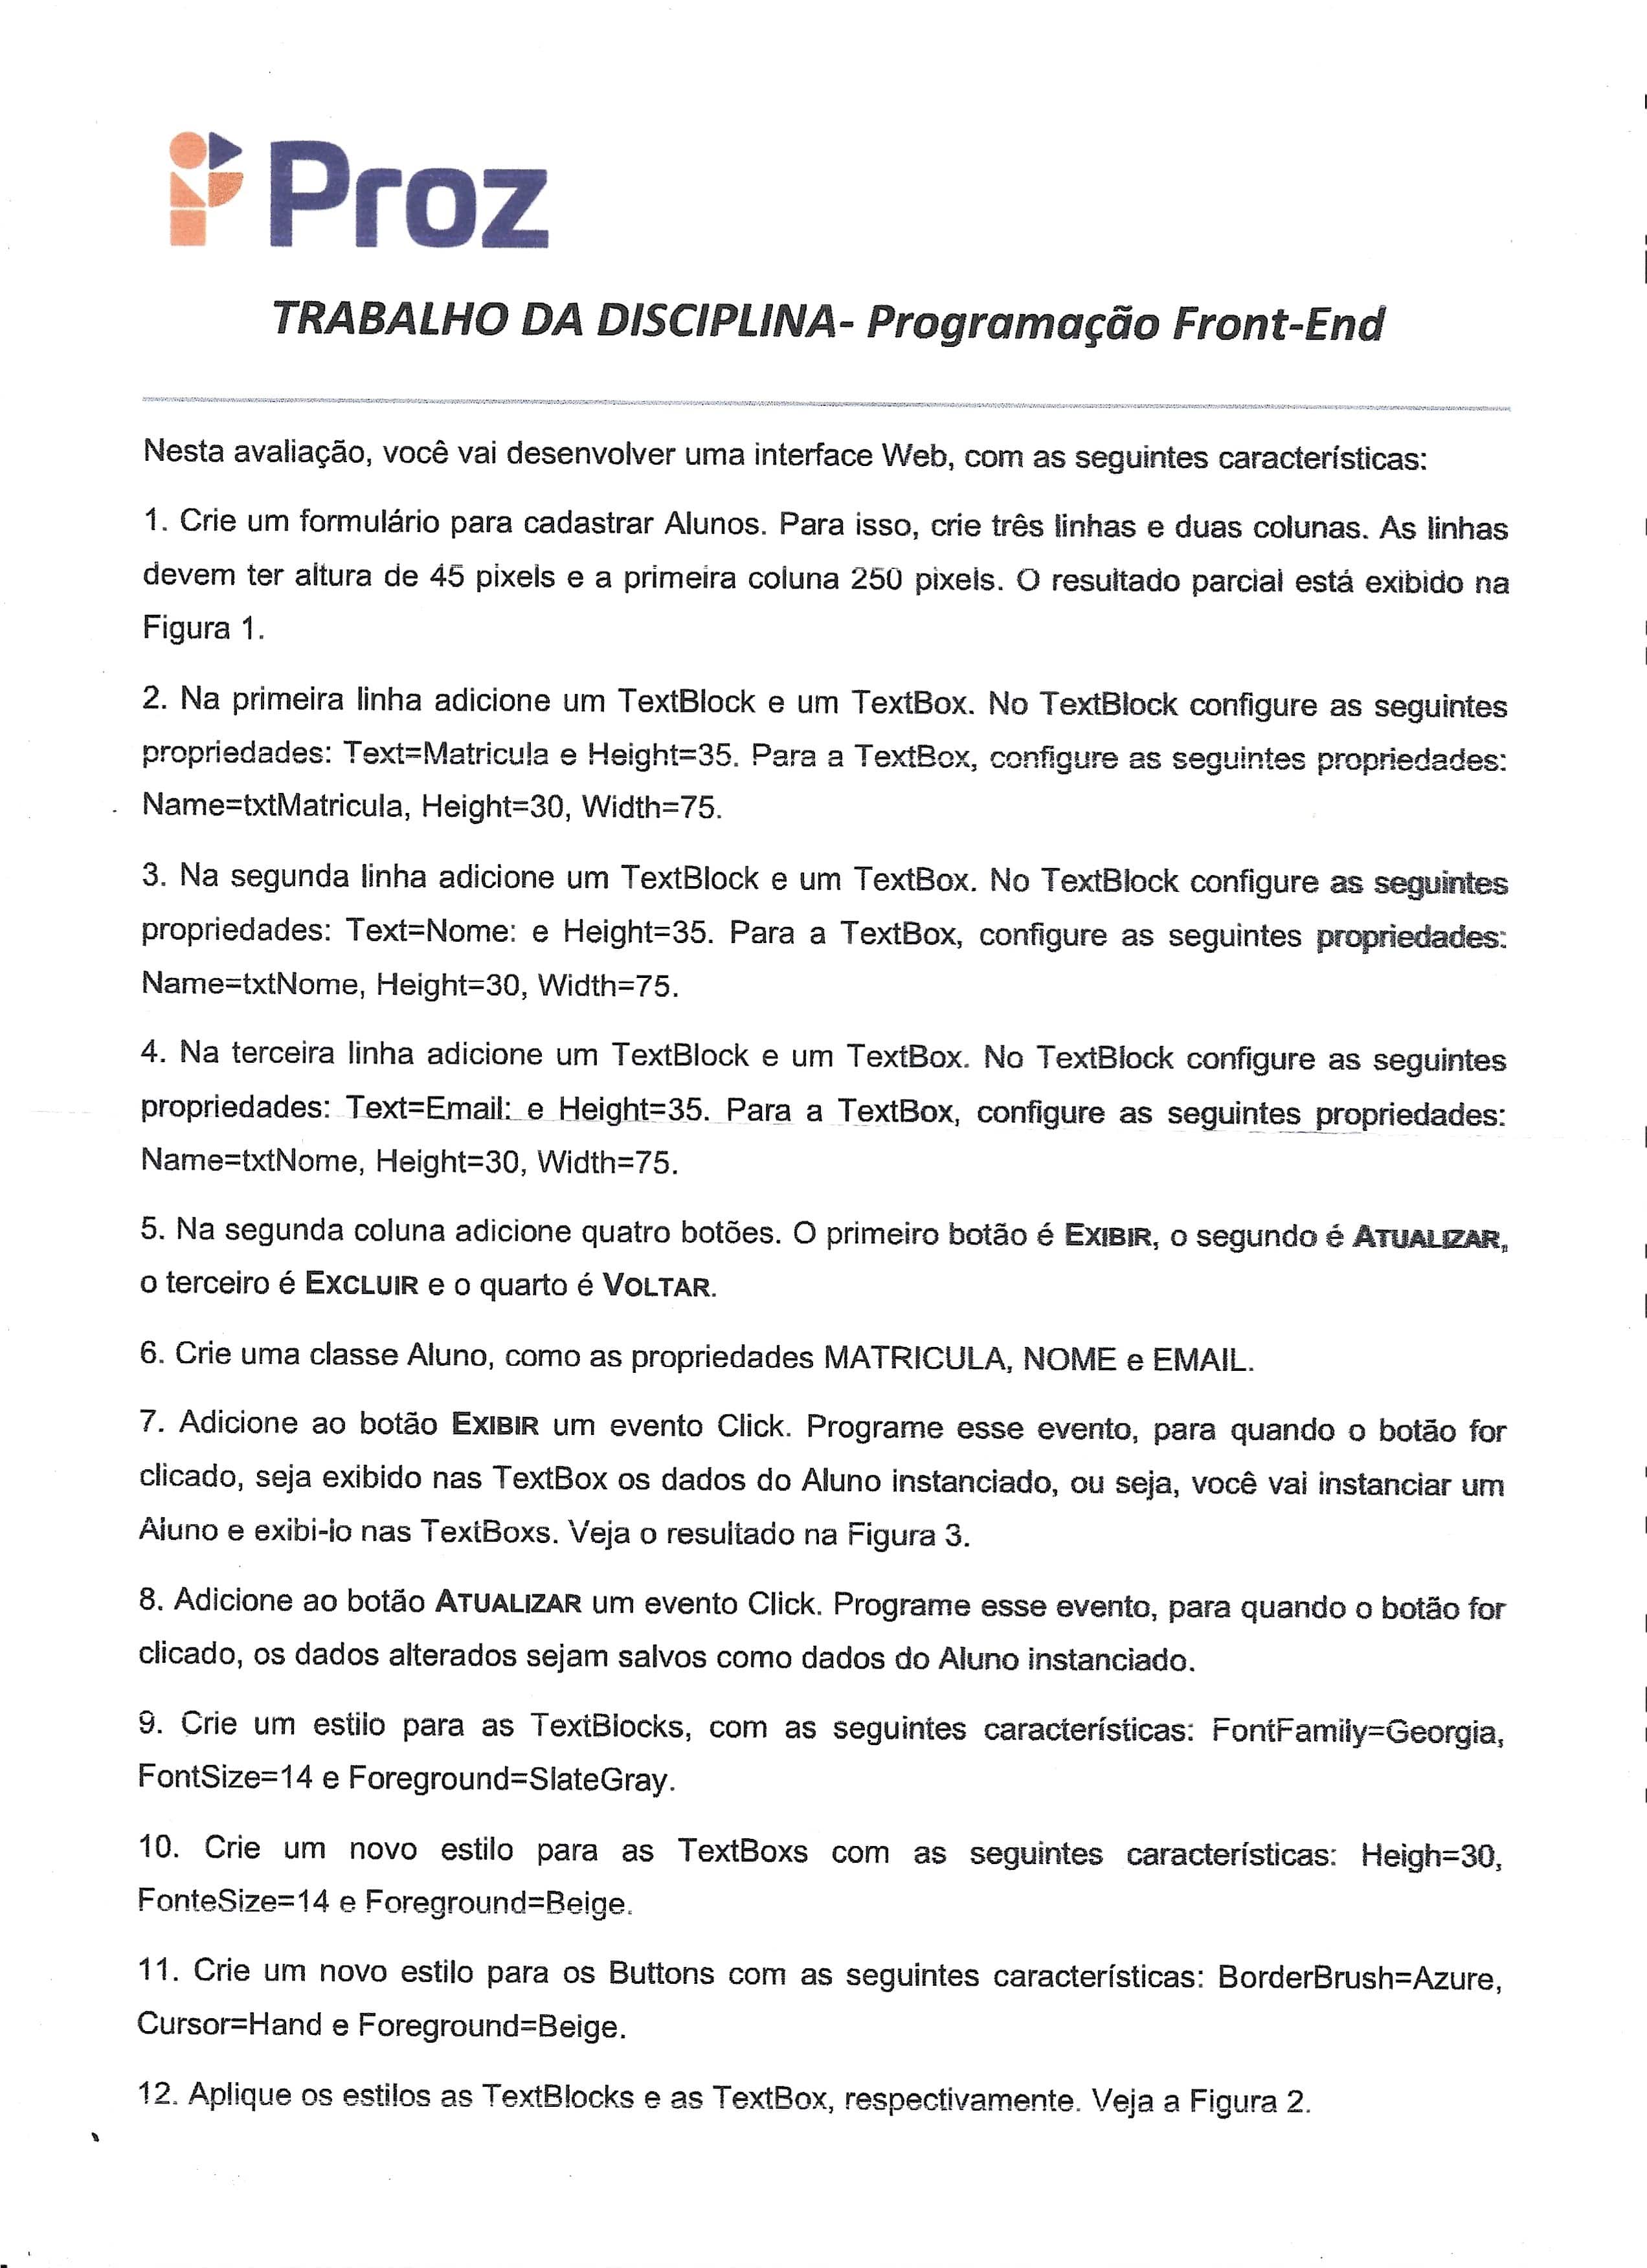 Proz
TRABALHO DA DISCIPLINA- Programação Front-End
Nesta avaliação, você vai desenvolver uma interface Web, com as seguintes características:
1. Crie um formulário para cadastrar Alunos. Para isso, crie três linhas e duas colunas. As linhas
devem ter altura de 45 pixels e a primeira coluna 250 pixels. O resultado parcial está exibido na
Figura 1.
2. Na primeira linha adicione um TextBlock e um TextBox. No TextBlock configure as seguintes
propriedades: Text=Matricula e Height=35. Para a TextBox, configure as seguintes propriedades:
Name=txtMatricula, Height=30, Width=75.
3. Na segunda linha adicione um TextBlock e um TextBox. No TextBlock configure as seguintes
propriedades: Text=Nome: e Height=35. Para a TextBox, configure as seguintes propriedades:
Name=txtNome, Height=30, Width=75.
4. Na terceira linha adicione um TextBlock e um TextBox. No TextBlock configure as seguintes
propriedades: Text=Email: e Height=35. Para a TextBox, configure as seguintes propriedades:
Name=txtNome, Height=30, Width=75.
5. Na segunda coluna adicione quatro botões. O primeiro botão é EXIBIR, o segundo é ATUALIZAR,
o terceiro é EXCLUIR e o quarto é VOLTAR.
6. Crie uma classe Aluno, como as propriedades MATRICULA, NOME e EMAIL.
7. Adicione ao botão EXIBIR um evento Click. Programe esse evento, para quando o botão for
clicado, seja exibido nas TextBox os dados do Aluno instanciado, ou seja, você vai instanciar um
Aluno e exibi-lo nas TextBoxs. Veja o resultado na Figura 3.
8. Adicione ao botão ATUALIZAR um evento Click. Programe esse evento, para quando o botão for
clicado, os dados alterados sejam salvos como dados do Aluno instanciado.
9. Crie um estilo para as TextBlocks, com as seguintes características: FontFamily=Georgia,
FontSize=14 e Foreground=SlateGray.
10. Crie um novo estilo para as TextBoxs com as seguintes características: Heigh=30,
FonteSize=14 e Foreground=Beige.
11. Crie um novo estilo para os Buttons com as seguintes características: BorderBrush=Azure,
Cursor=Hand e Foreground=Beige.
12. Aplique os estilos as TextBlocks e as TextBox, respectivamente. Veja a Figura 2.